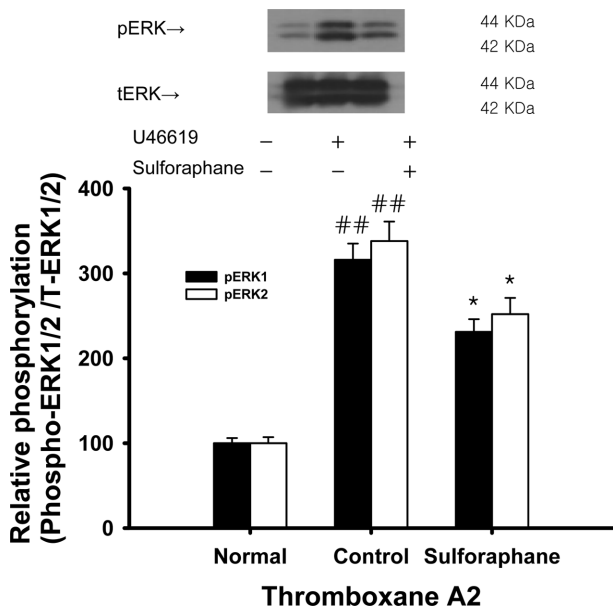 pERK→ 44 KDa
42 KDa
tERK→ 44 KDa
42 KDa
U46619 − + +
Sulforaphane − − +
400
300
200
100
0
Relative phosphorylation
(Phospho-ERK1/2 /T-ERK1/2)
pERK1
pERK2
## ##
* *
Normal Control Sulforaphane
Thromboxane A2